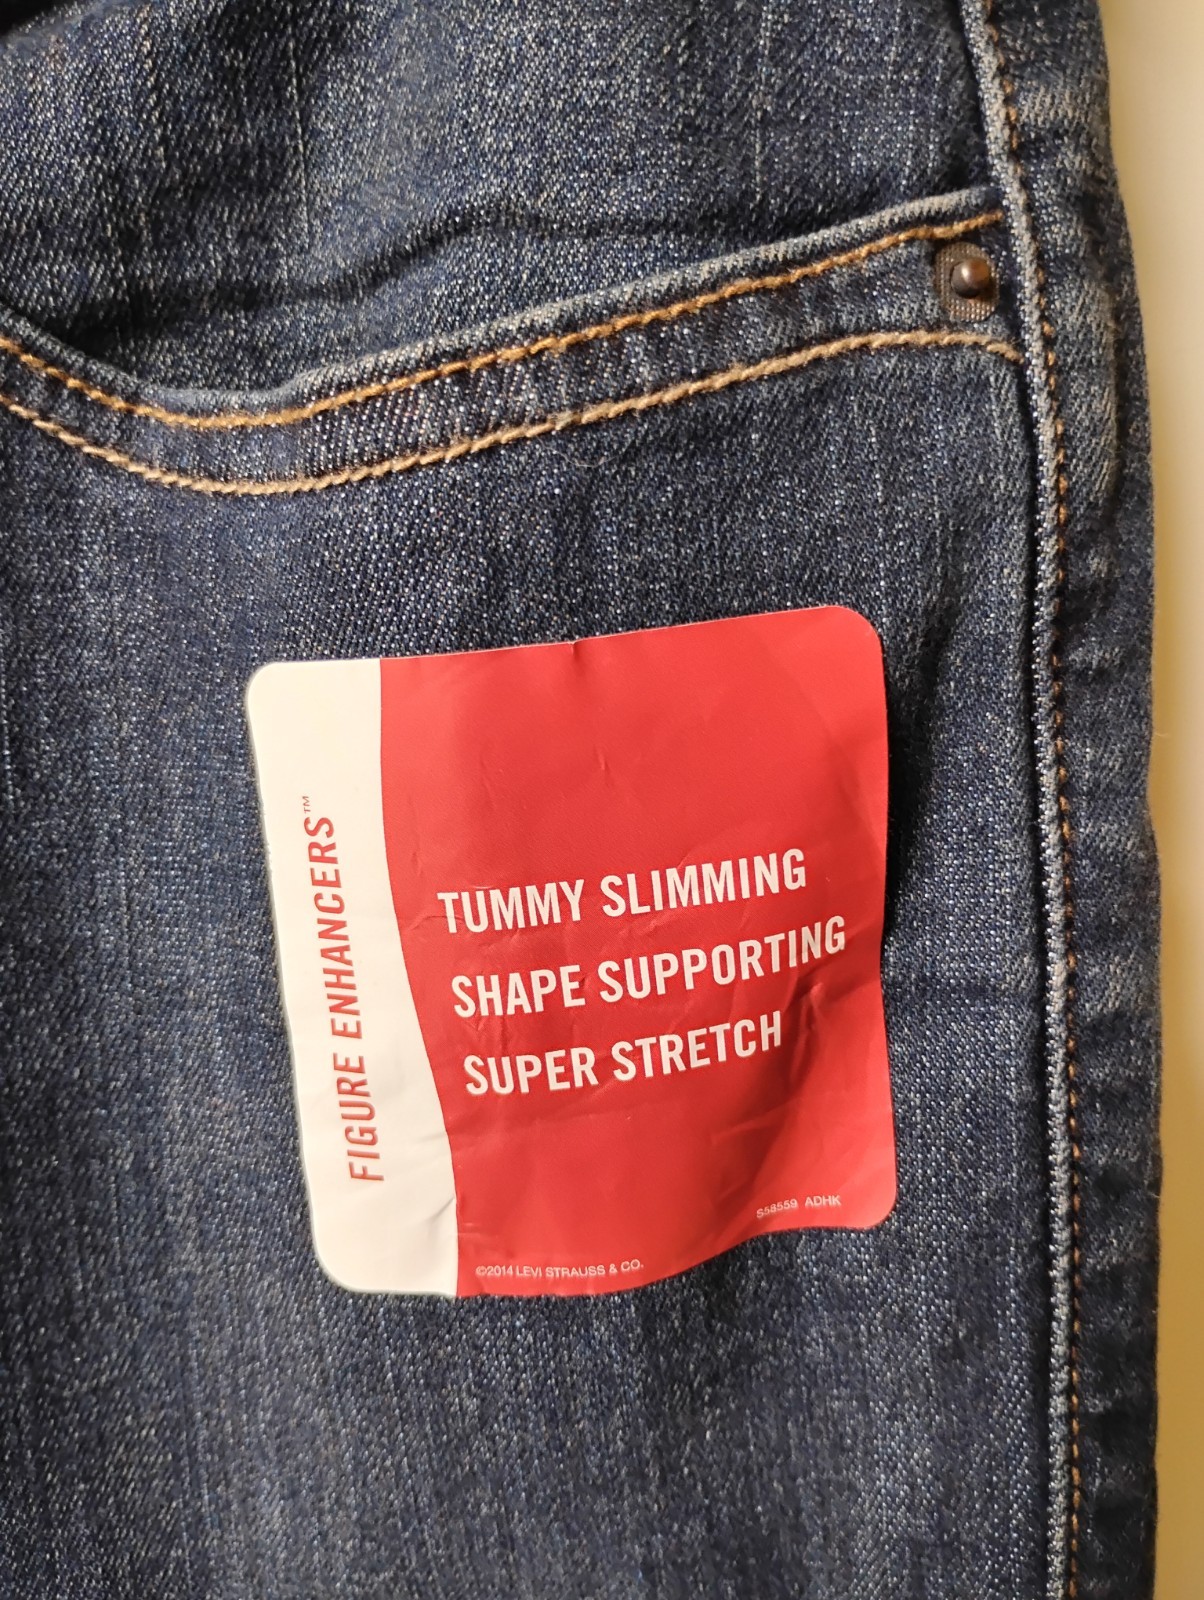 FIGURE ENHANCERS™
TUMMY SLIMMING
SHAPE SUPPORTING
SUPER STRETCH
S58559 ADHK
©2014 LEVI STRAUSS & CO.